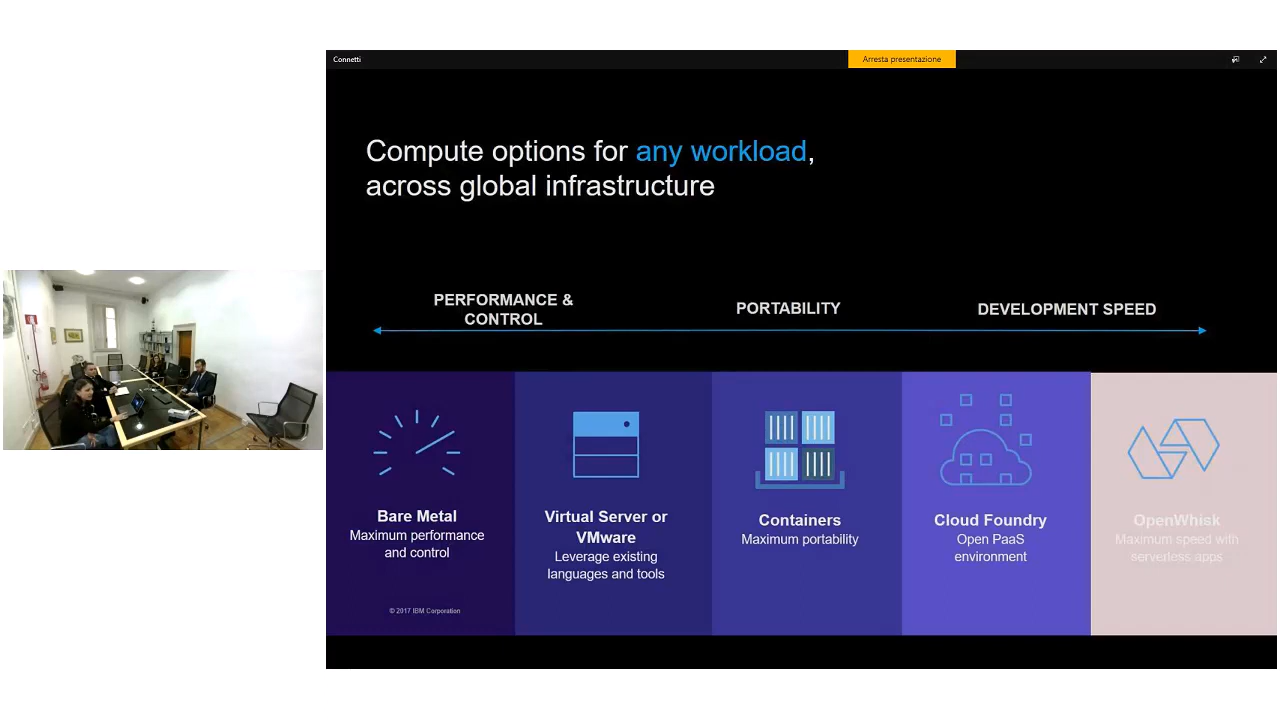 Connetti
Arresta presentazione
Compute options for any workload,
across global infrastructure
PERFORMANCE &
CONTROL
PORTABILITY
DEVELOPMENT SPEED
Bare Metal
Maximum performance
and control
Virtual Server or
VMware
Leverage existing
languages and tools
Containers
Maximum portability
Cloud Foundry
Open PaaS
environment
OpenWhisk
Maximum speed with
serverless apps
© 2017 IBM Corporation